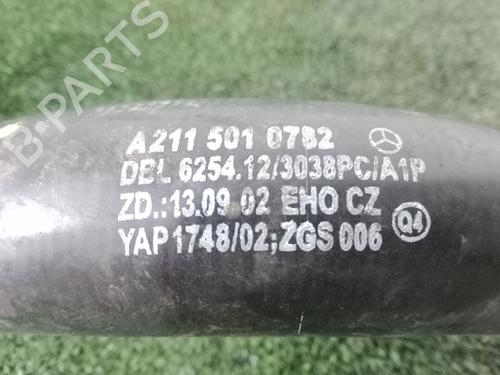 A211 501 0782
DBL 6254.12/3038PC/A1P
ZD.:13.09 02 EHO CZ
YAP 1748/02;ZGS 006 Q4
B-PARTS